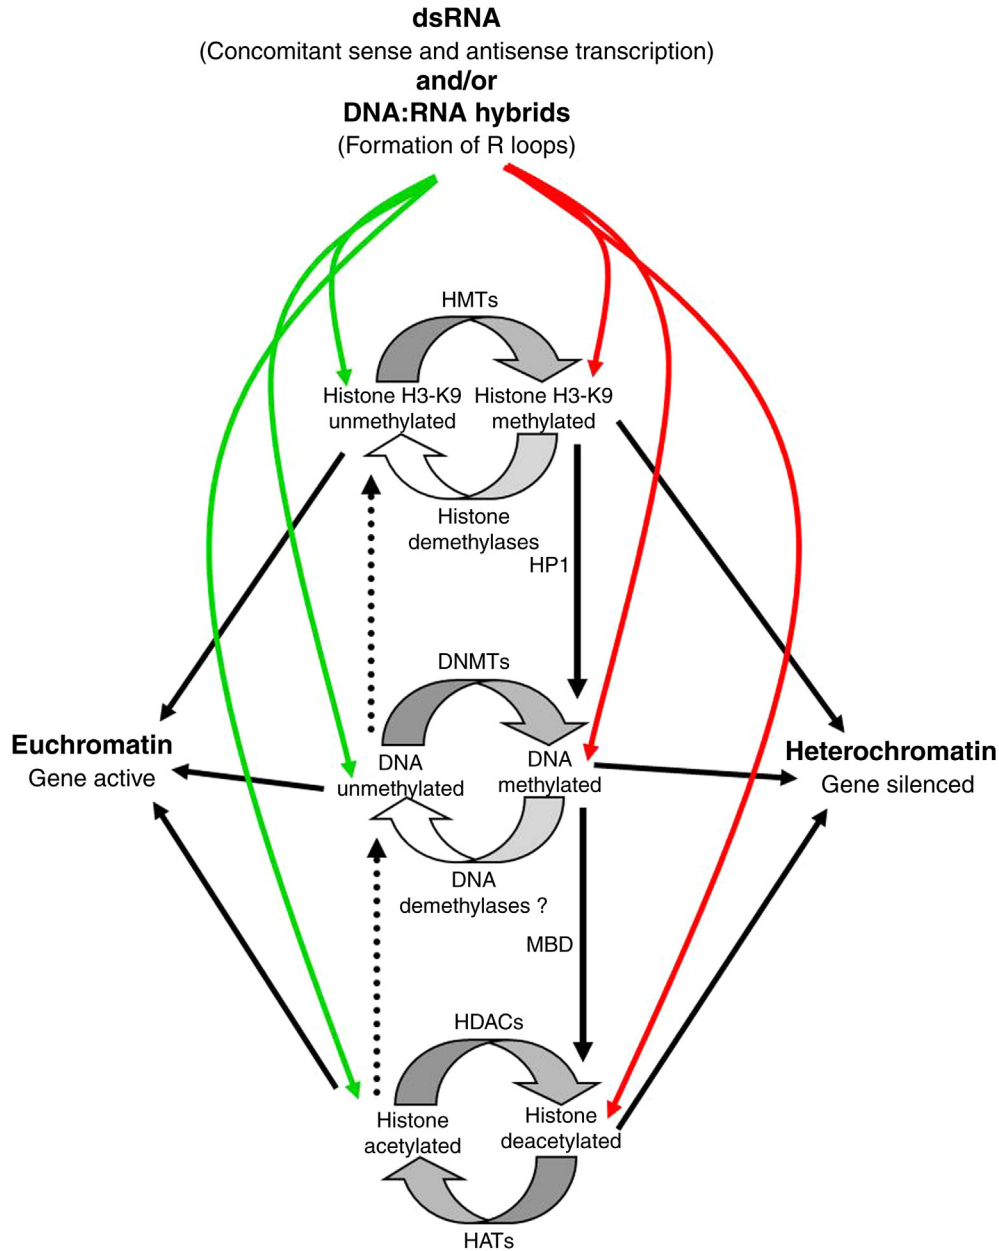 dsRNA
(Concomitant sense and antisense transcription)
and/or
DNA:RNA hybrids
(Formation of R loops)
HMTs
Histone H3-K9
unmethylated
Histone H3-K9
methylated
Histone
demethylases
HP1
DNMTs
Euchromatin
Gene active
DNA
unmethylated
DNA
methylated
Heterochromatin
Gene silenced
DNA
demethylases ?
MBD
HDACs
Histone
acetylated
Histone
deacetylated
HATs